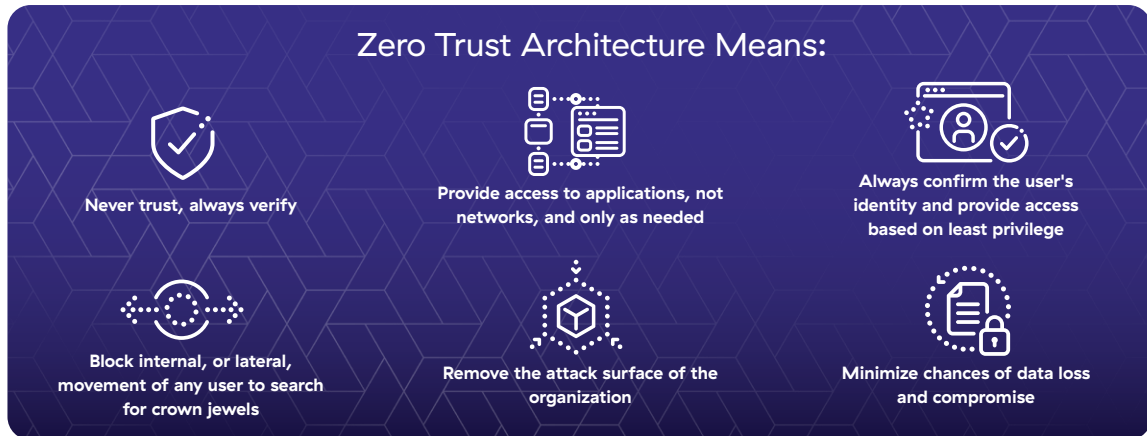 Zero Trust Architecture Means:
Never trust, always verify
Provide access to applications, not
networks, and only as needed
Always confirm the user's
identity and provide access
based on least privilege
Block internal, or lateral,
movement of any user to search
for crown jewels
Remove the attack surface of the
organization
Minimize chances of data loss
and compromise